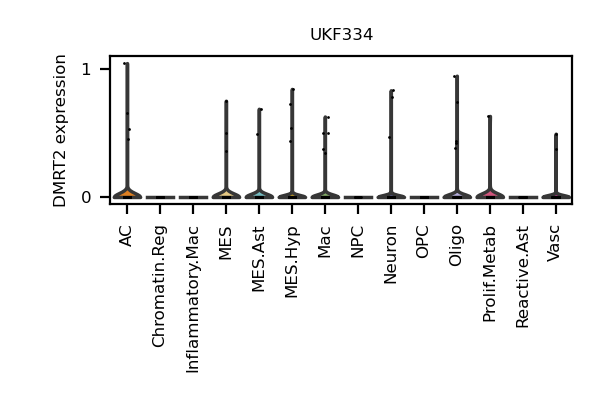 UKF334
DMRT2 expression
1
0
AC
Chromatin.Reg
Inflammatory.Mac
MES
MES.Ast
MES.Hyp
Mac
NPC
Neuron
OPC
Oligo
Prolif.Metab
Reactive.Ast
Vasc